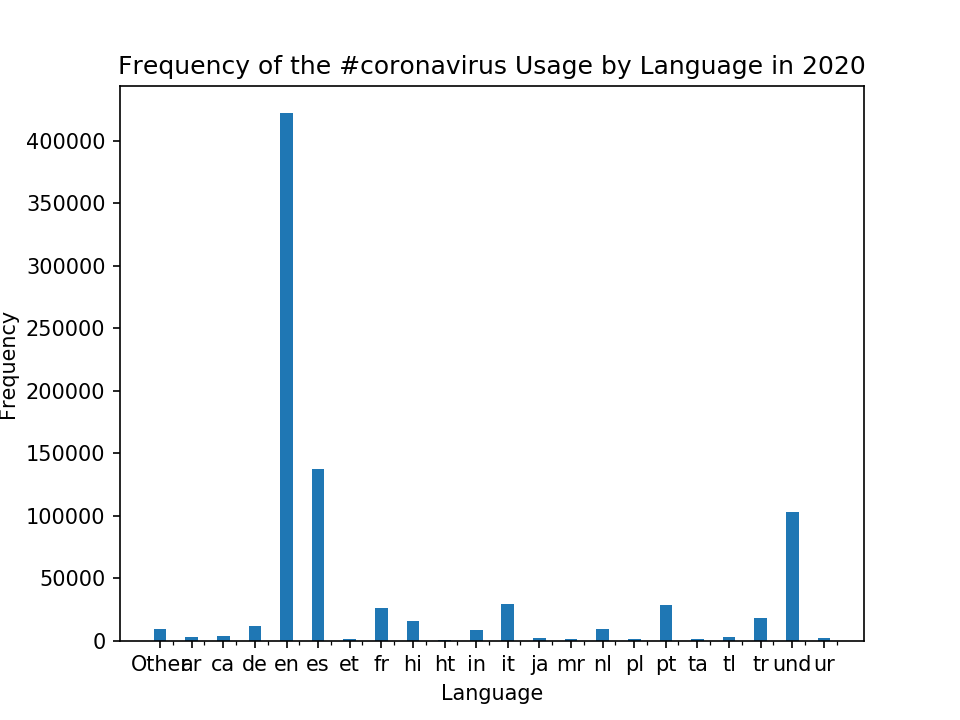 Frequency of the #coronavirus Usage by Language in 2020
400000
350000
300000
250000
200000
150000
100000
50000
0
Frequency
Other ar ca de en es et fr hi ht in it ja mr nl pl pt ta tl tr und ur
Language